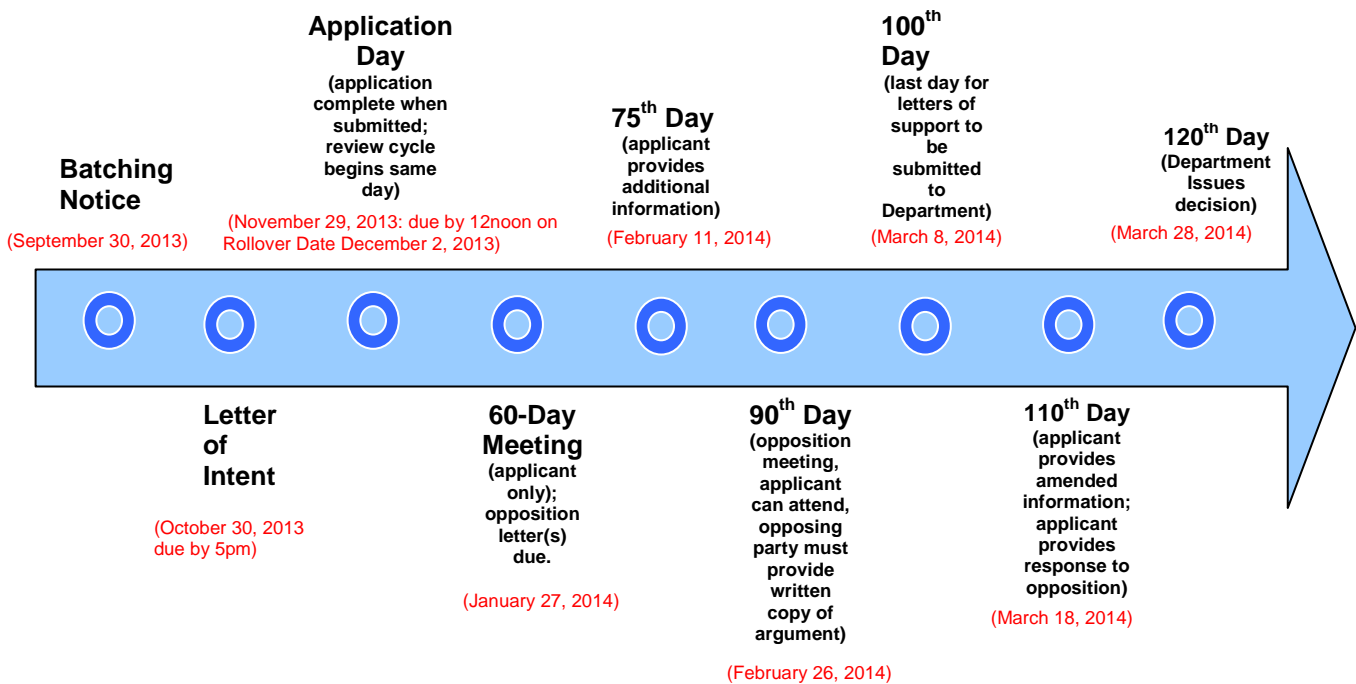 Batching
Notice
(September 30, 2013)
Letter
of
Intent
(October 30, 2013
due by 5pm)
Application
Day
(application
complete when
submitted;
review cycle
begins same
day)
(November 29, 2013: due by 12noon on
Rollover Date December 2, 2013)
60-Day
Meeting
(applicant
only);
opposition
letter(s)
due.
(January 27, 2014)
75th Day
(applicant
provides
additional
information)
(February 11, 2014)
90th Day
(opposition
meeting,
applicant
can attend,
opposing
party must
provide
written
copy of
argument)
(February 26, 2014)
100th
Day
(last day for
letters of
support to
be
submitted
to
Department)
(March 8, 2014)
110th Day
(applicant
provides
amended
information;
applicant
provides
response to
opposition)
(March 18, 2014)
120th Day
(Department
Issues
decision)
(March 28, 2014)